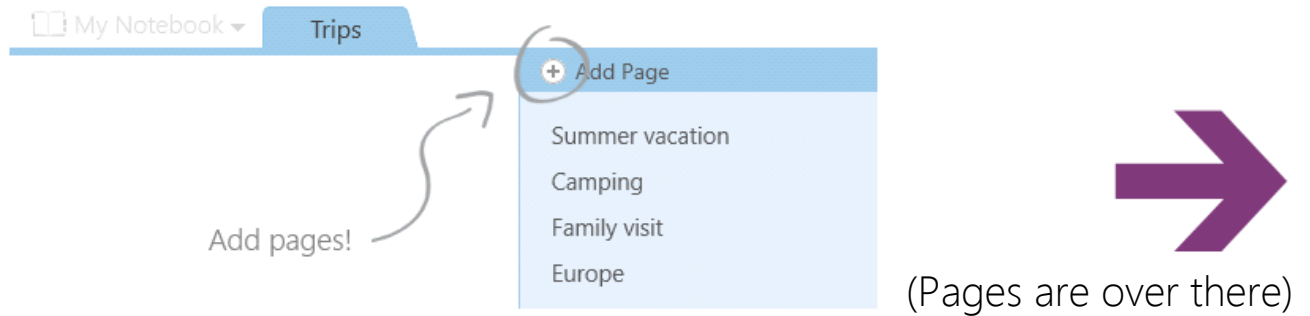 My Notebook
Trips
Add Page
Summer vacation
Camping
Family visit
Europe
Add pages!
(Pages are over there)